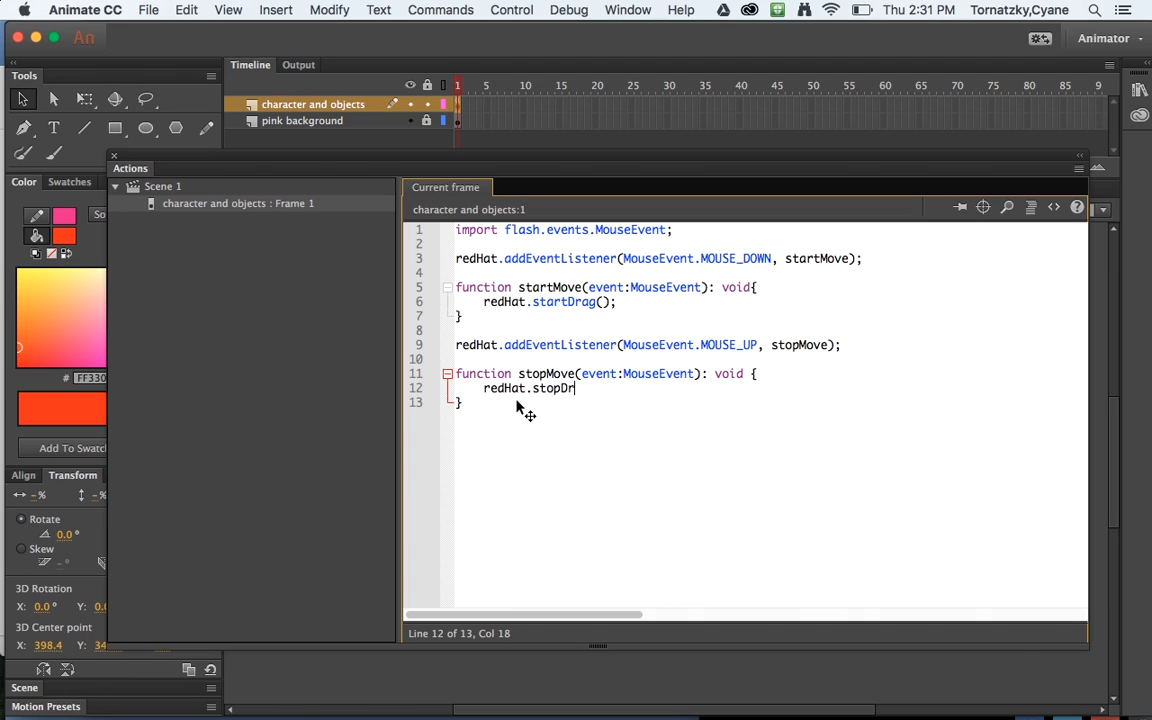 Animate CC File Edit View Insert Modify Text Commands Control Debug Window Help Thu 2:31 PM Tornatzky,Cyane
An Animator
Tools
Timeline Output
1 5 10 15 20 25 30 35 40 45 50 55 60 65 70 75 80 85 9
character and objects
pink background
Actions
Color Swatches
Scene 1
character and objects : Frame 1
Current frame
character and objects:1
So
1 import flash.events.MouseEvent;
2
3 redHat.addEventListener(MouseEvent.MOUSE_DOWN, startMove);
4
5 function startMove(event:MouseEvent): void{
6 redHat.startDrag();
7 }
8
9 redHat.addEventListener(MouseEvent.MOUSE_UP, stopMove);
10
11 function stopMove(event:MouseEvent): void {
12 redHat.stopDr
13 }
# FF330
Add To Swatc
Align Transform
-% -%
Rotate
0.0°
Skew
-°
3D Rotation
X: 0.0° Y: 0.
3D Center point
X: 398.4 Y: 34
Line 12 of 13, Col 18
Scene
Motion Presets